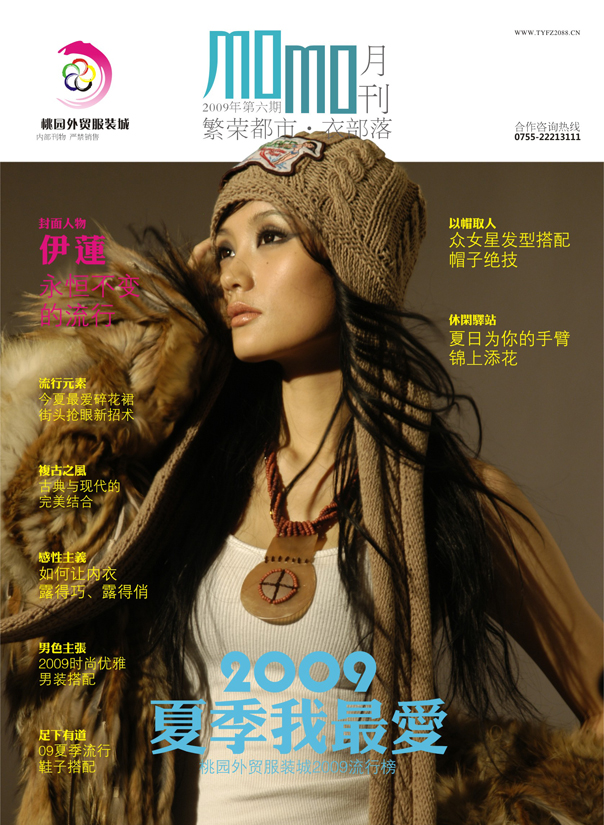 WWW.TYFZ2088.CN
momo月刊
2009年第六期
繁荣都市·衣部落
桃园外贸服装城
内部刊物 严禁销售
合作咨询热线
0755-22213111
封面人物
伊蓮
永恒不变
的流行
流行元素
今夏最爱碎花裙
街头抢眼新招术
複古之風
古典与现代的
完美结合
感性主義
如何让内衣
露得巧、露得俏
男色主張
2009时尚优雅
男装搭配
足下有道
09夏季流行
鞋子搭配
以帽取人
众女星发型搭配
帽子绝技
休閑驛站
夏日为你的手臂
锦上添花
2009
夏季我最愛
桃园外贸服装城2009流行榜